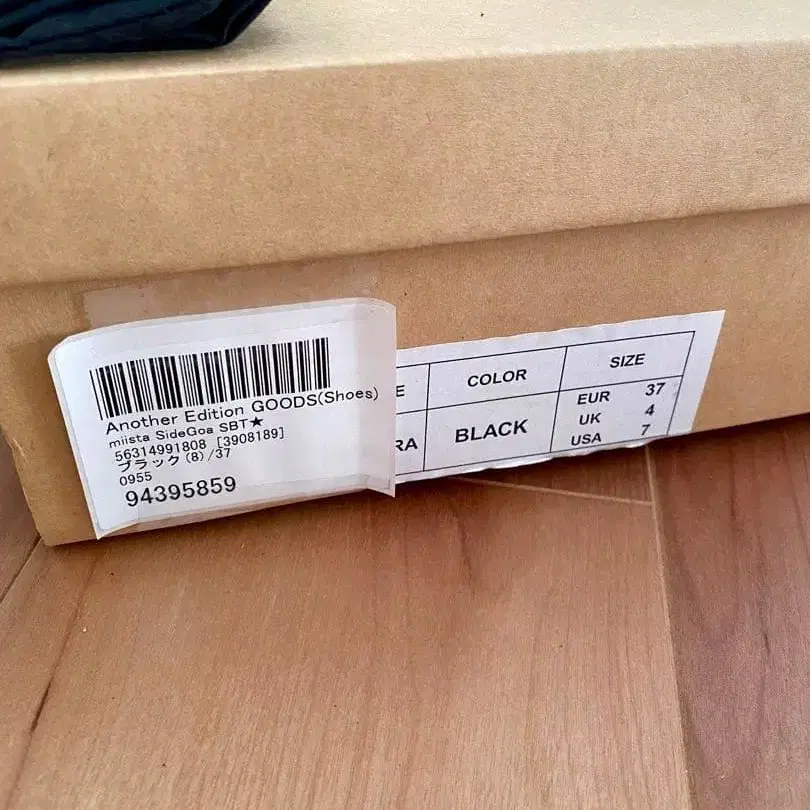 Another Edition GOODS(Shoes)
miista SideGoa SBT★
56314991808 [3908189]
ブラック(8)/37
0955
94395859
E COLOR SIZE
RA BLACK EUR 37
UK 4
USA 7